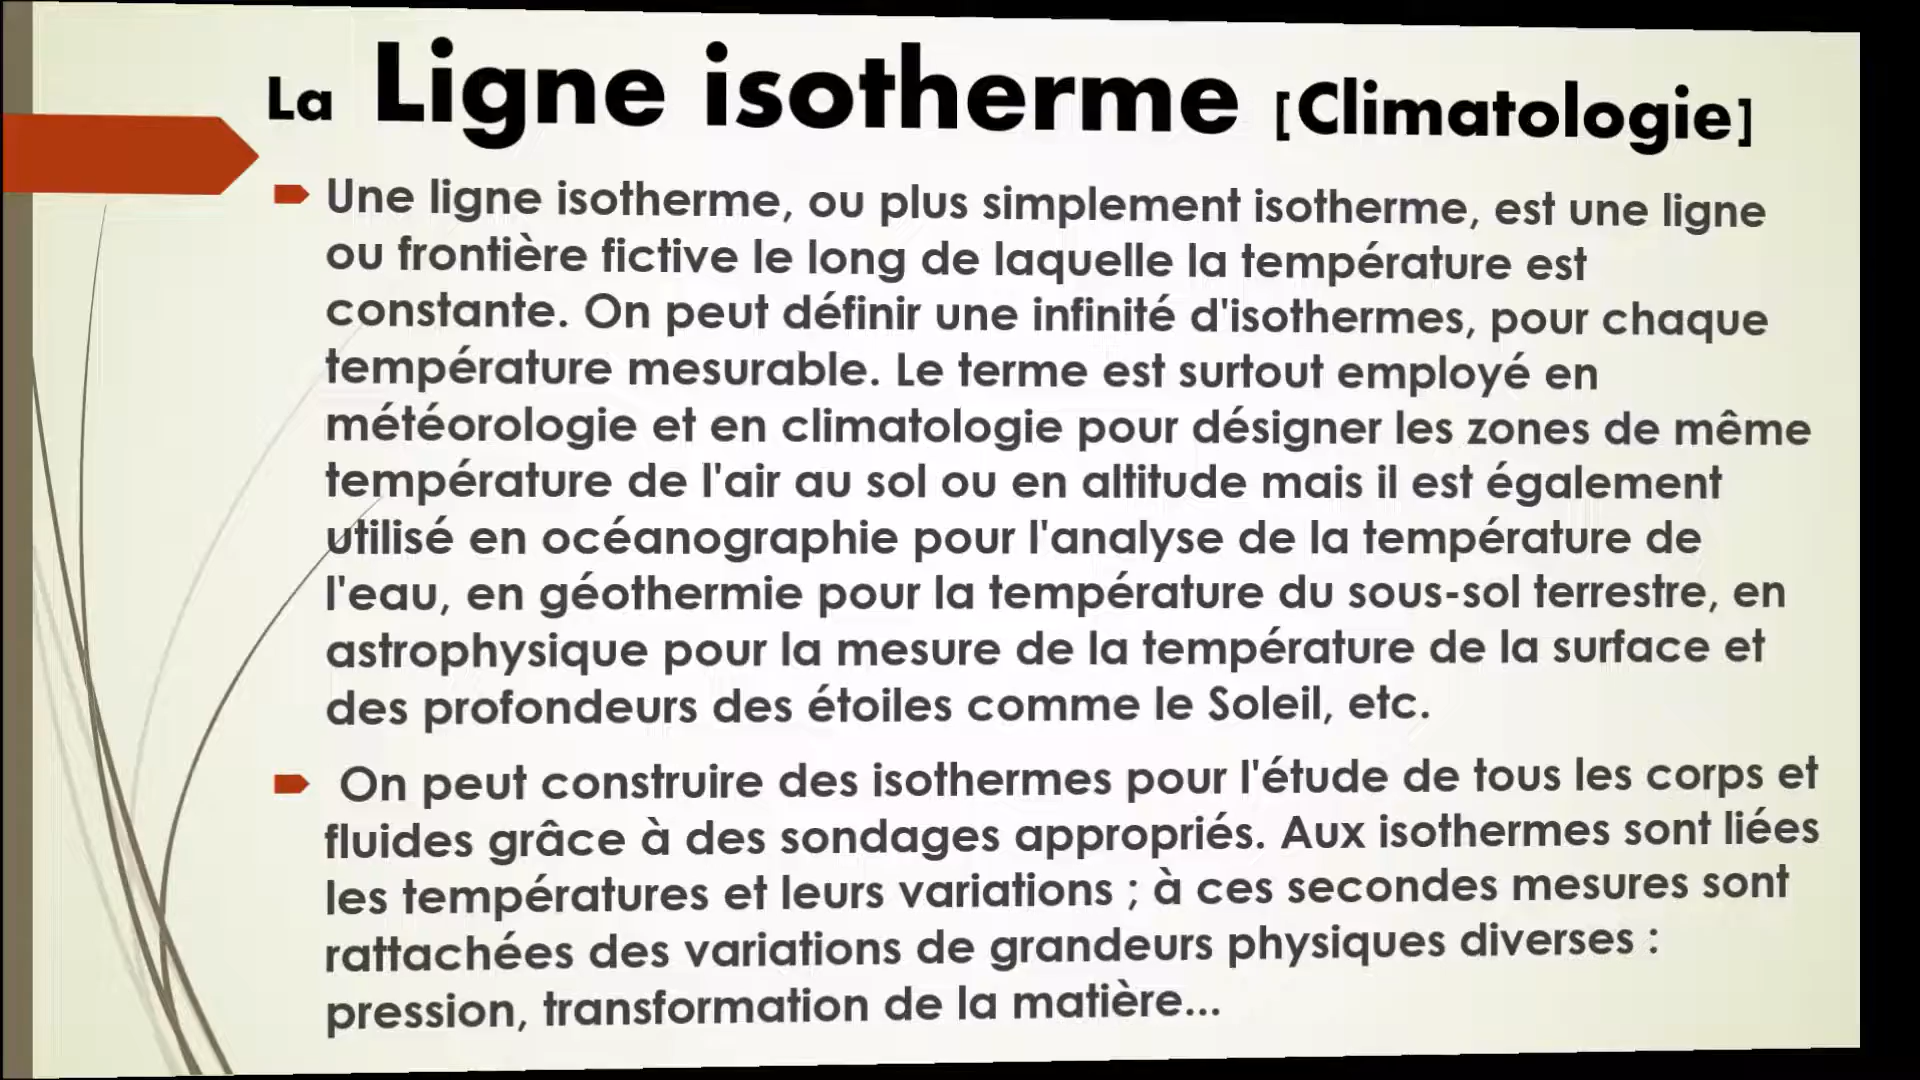 La Ligne isotherme [Climatologie]
Une ligne isotherme, ou plus simplement isotherme, est une ligne
ou frontière fictive le long de laquelle la température est
constante. On peut définir une infinité d'isothermes, pour chaque
température mesurable. Le terme est surtout employé en
météorologie et en climatologie pour désigner les zones de même
température de l'air au sol ou en altitude mais il est également
utilisé en océanographie pour l'analyse de la température de
l'eau, en géothermie pour la température du sous-sol terrestre, en
astrophysique pour la mesure de la température de la surface et
des profondeurs des étoiles comme le Soleil, etc.
On peut construire des isothermes pour l'étude de tous les corps et
fluides grâce à des sondages appropriés. Aux isothermes sont liées
les températures et leurs variations ; à ces secondes mesures sont
rattachées des variations de grandeurs physiques diverses :
pression, transformation de la matière...